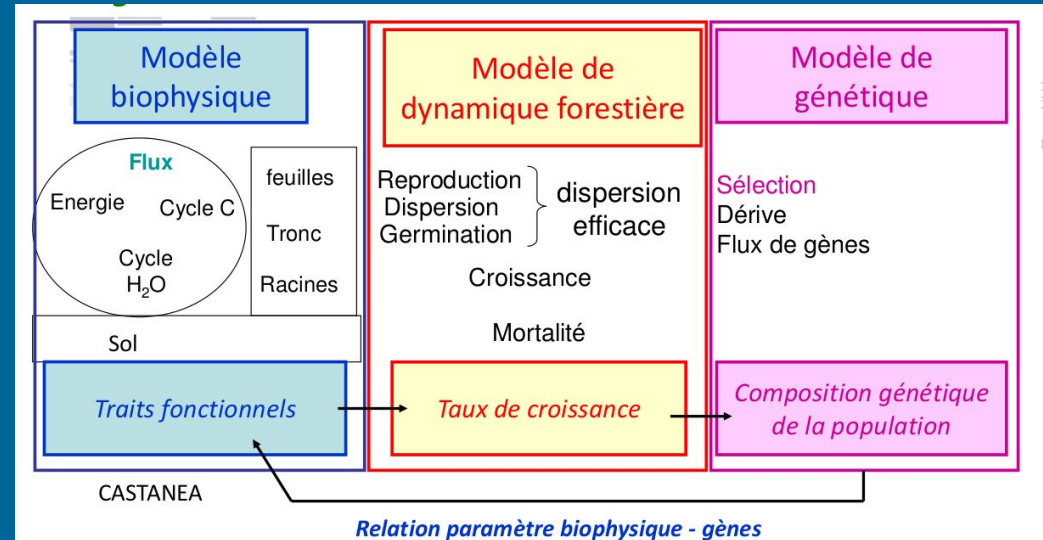 Modèle
biophysique
Modèle de
dynamique forestière
Modèle de
génétique
Flux
Energie
Cycle C
Cycle
H₂O
feuilles
Tronc
Racines
Sol
Reproduction
Dispersion
Germination
dispersion
efficace
Croissance
Mortalité
Sélection
Dérive
Flux de gènes
Traits fonctionnels
Taux de croissance
Composition génétique
de la population
CASTANEA
Relation paramètre biophysique - gènes